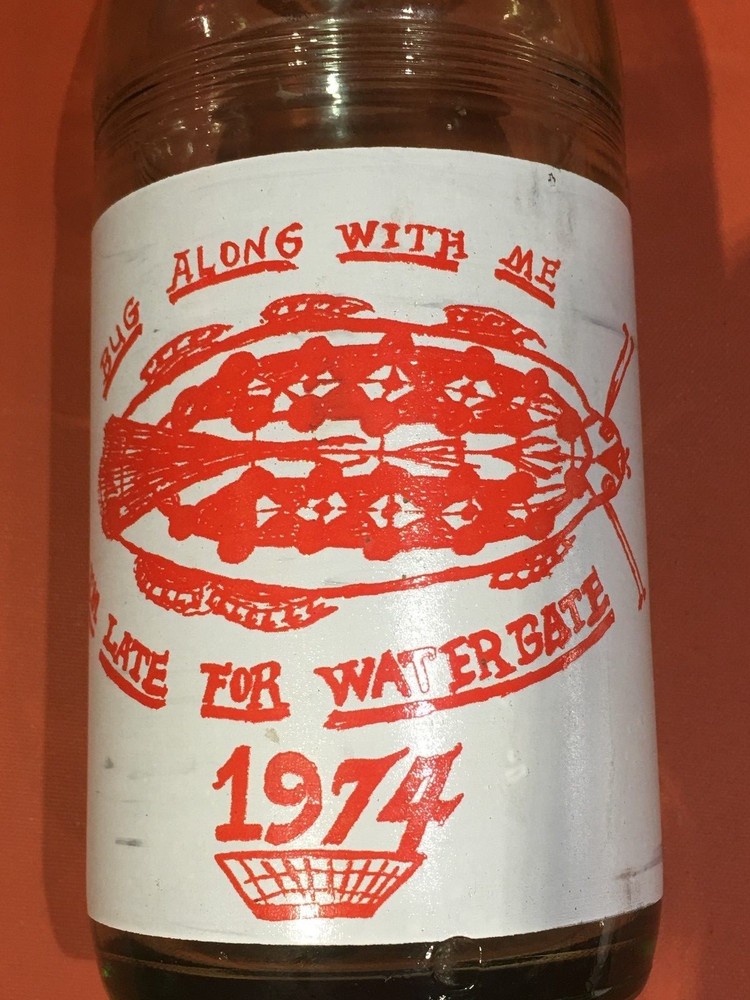 BUG ALONG WITH ME
LATE FOR WATERGATE
1974